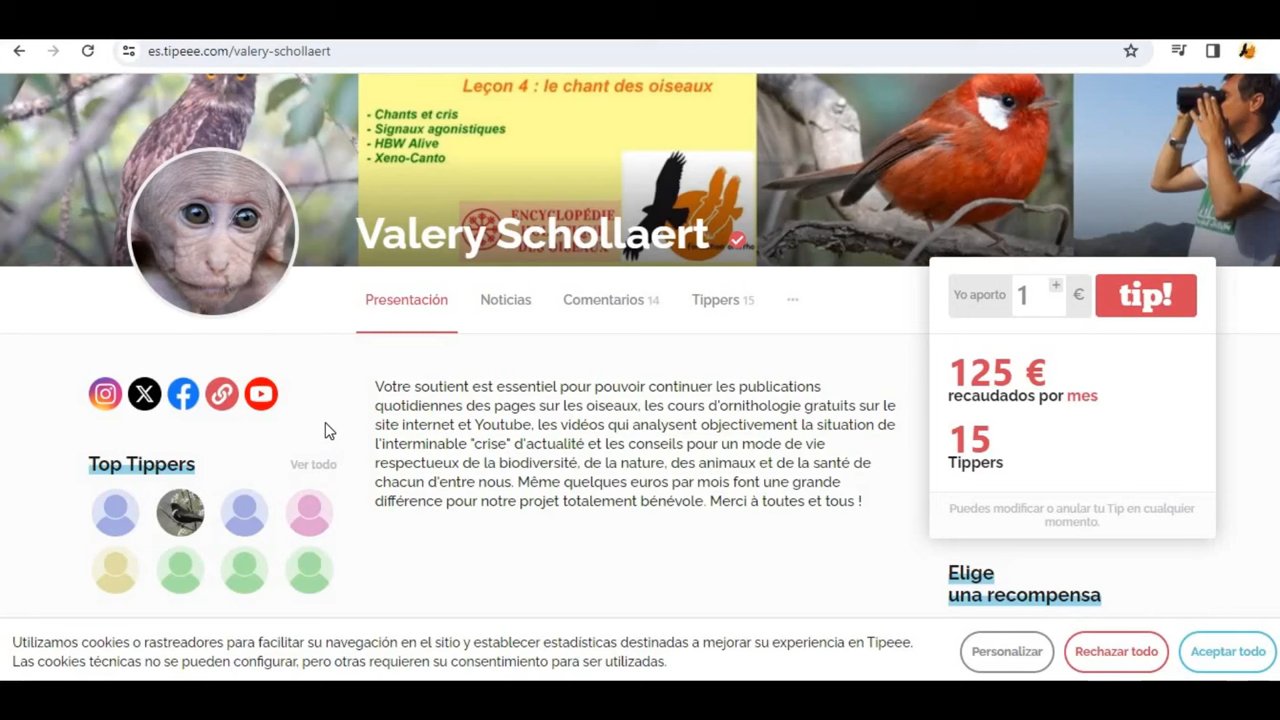 es.tipeee.com/valery-schollaert
Leçon 4 : le chant des oiseaux
- Chants et cris
- Signaux agonistiques
- HBW Alive
- Xeno-Canto
ENCYCLOPÉDIE
Valery Schollaert
Presentación Noticias Comentarios 14 Tippers 15 ...
Yo aporto 1 + € tip!
125 €
recaudados por mes
15
Tippers
Puedes modificar o anular tu Tip en cualquier
momento.
Votre soutient est essentiel pour pouvoir continuer les publications
quotidiennes des pages sur les oiseaux, les cours d'ornithologie gratuits sur le
site internet et Youtube, les vidéos qui analysent objectivement la situation de
l'interminable "crise" d'actualité et les conseils pour un mode de vie
respectueux de la biodiversité, de la nature, des animaux et de la santé de
chacun d'entre nous. Même quelques euros par mois font une grande
différence pour notre projet totalement bénévole. Merci à toutes et tous !
Top Tippers Ver todo
Elige
una recompensa
Utilizamos cookies o rastreadores para facilitar su navegación en el sitio y establecer estadísticas destinadas a mejorar su experiencia en Tipeee.
Las cookies técnicas no se pueden configurar, pero otras requieren su consentimiento para ser utilizadas.
Personalizar Rechazar todo Aceptar todo